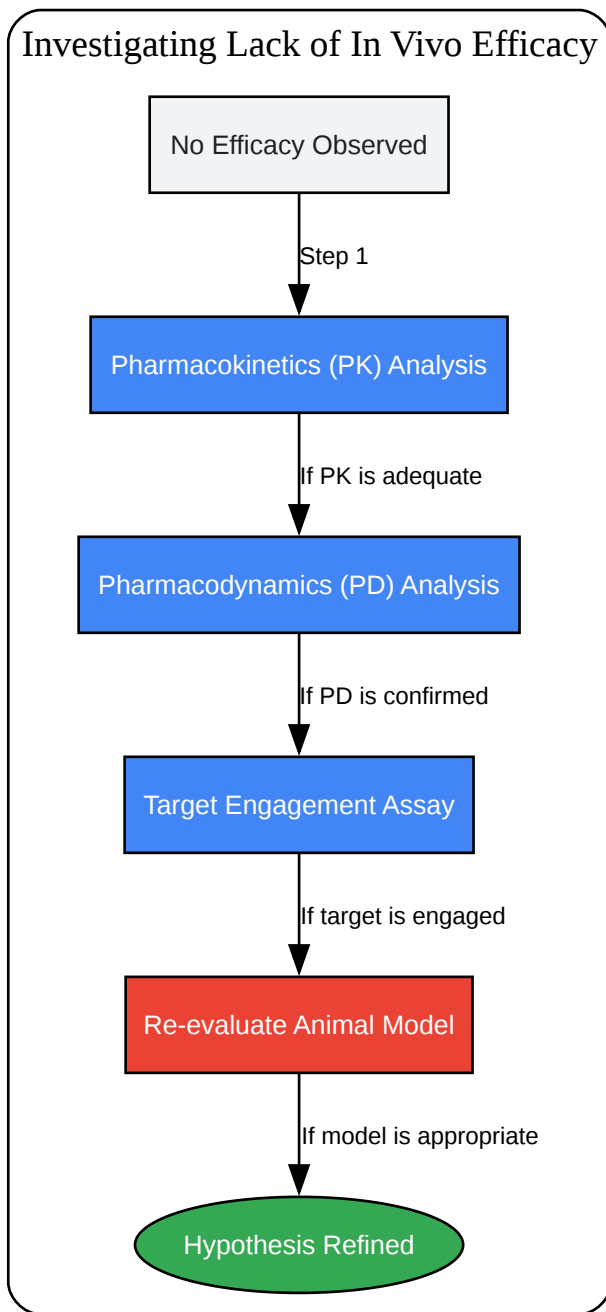 Investigating Lack of In Vivo Efficacy
No Efficacy Observed
Step 1
Pharmacokinetics (PK) Analysis
If PK is adequate
Pharmacodynamics (PD) Analysis
If PD is confirmed
Target Engagement Assay
If target is engaged
Re-evaluate Animal Model
If model is appropriate
Hypothesis Refined